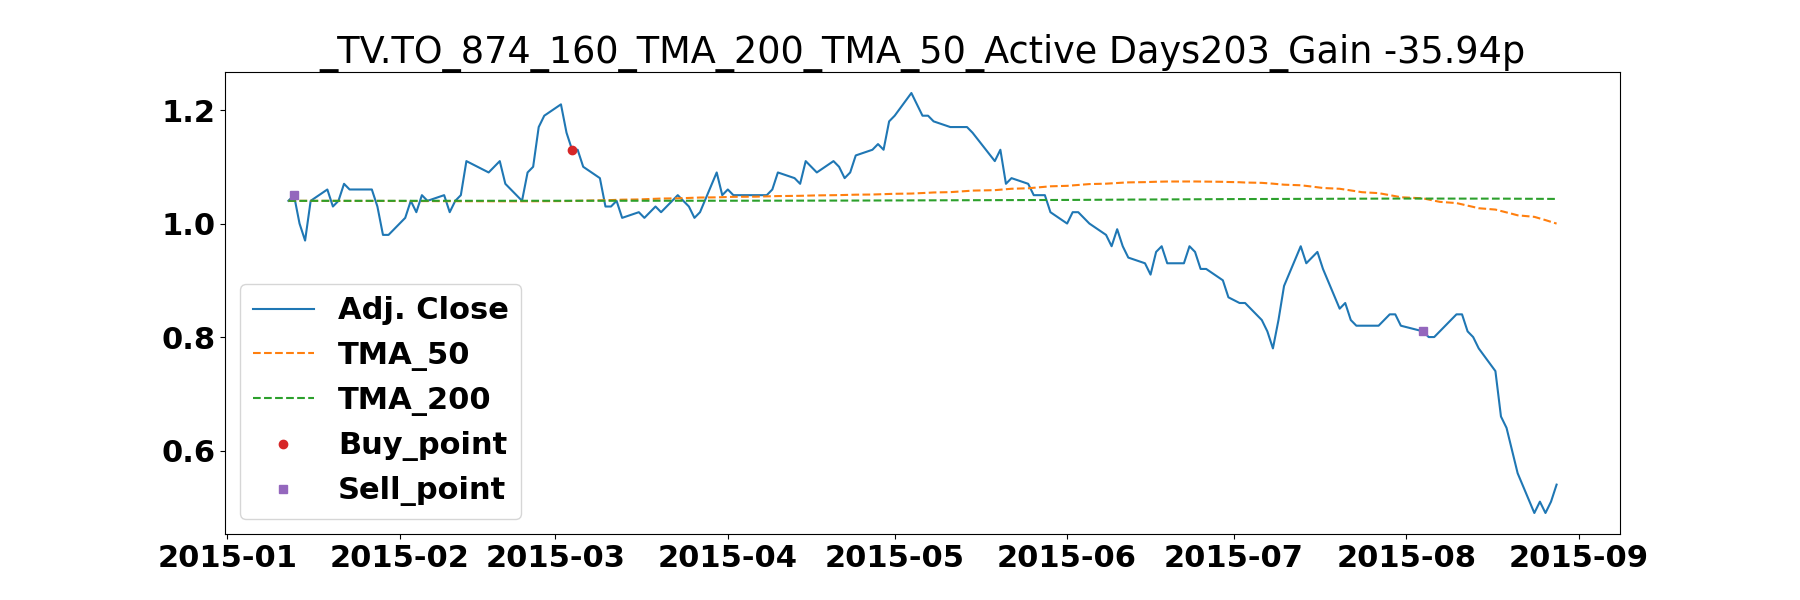 _TV.TO_874_160_TMA_200_TMA_50_Active Days203_Gain -35.94p
1.2
1.0
0.8
0.6
Adj. Close
TMA_50
TMA_200
Buy_point
Sell_point
2015-01 2015-02 2015-03 2015-04 2015-05 2015-06 2015-07 2015-08 2015-09